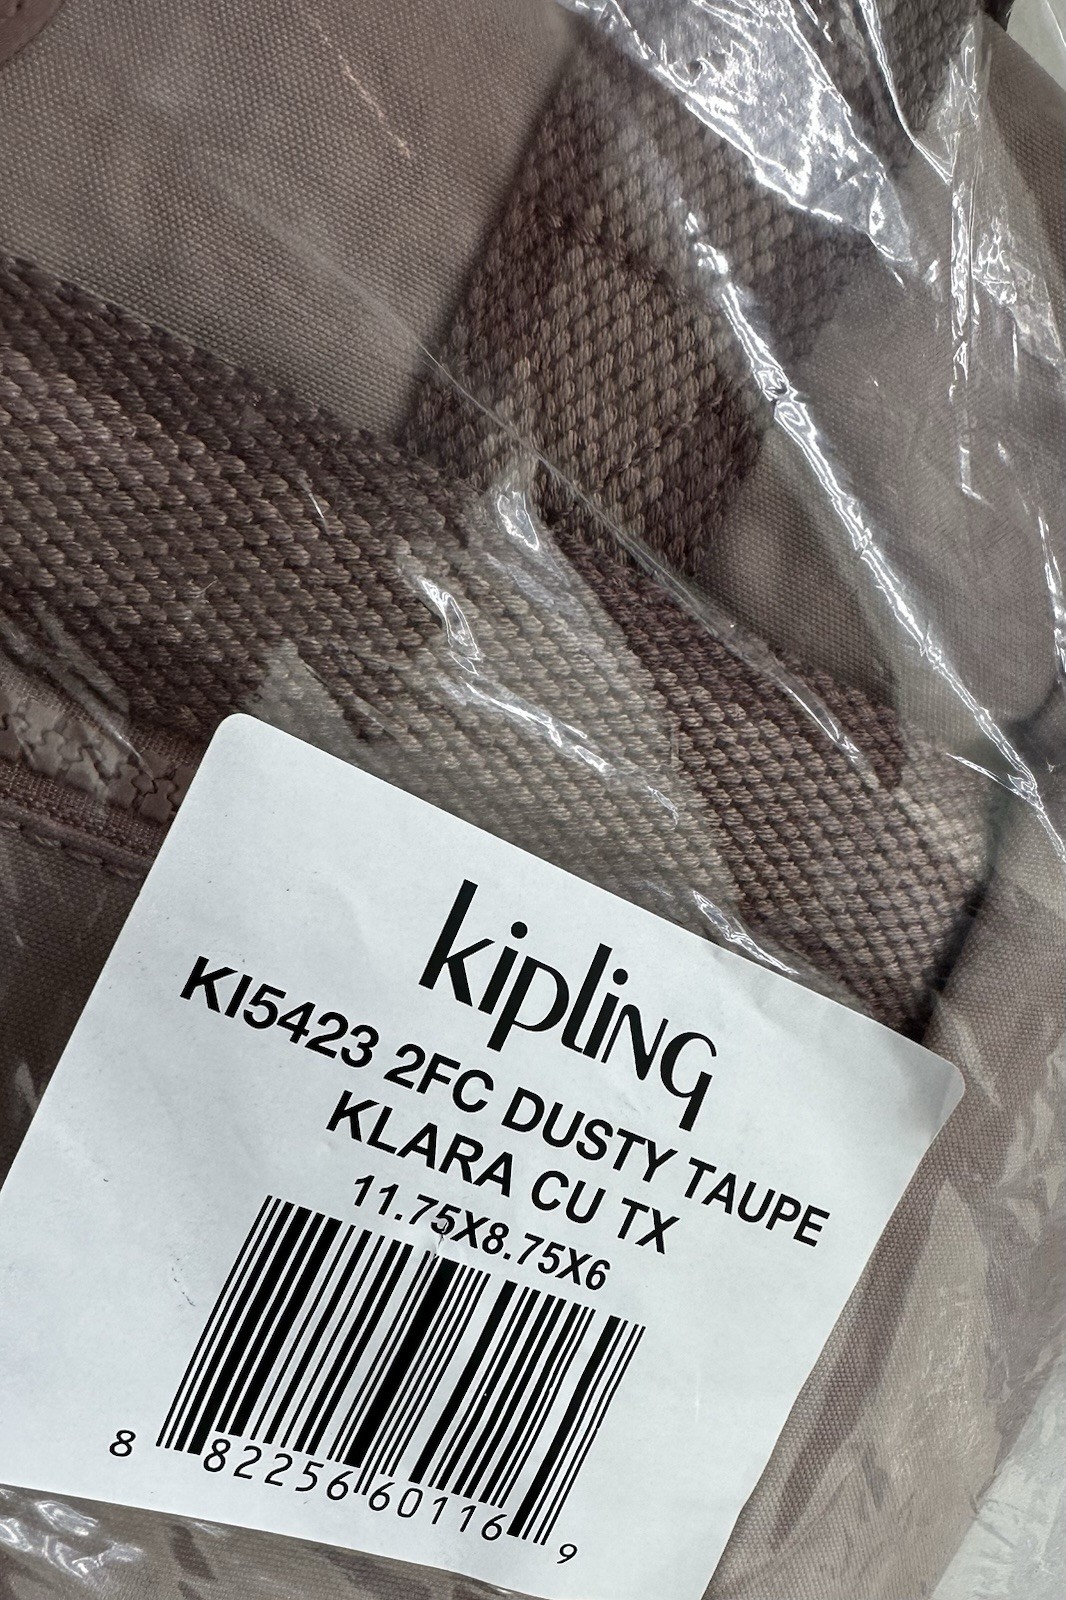 kipling
KI5423 2FC DUSTY TAUPE
KLARA CU TX
11.75X8.75X6
8 82256 60116 9